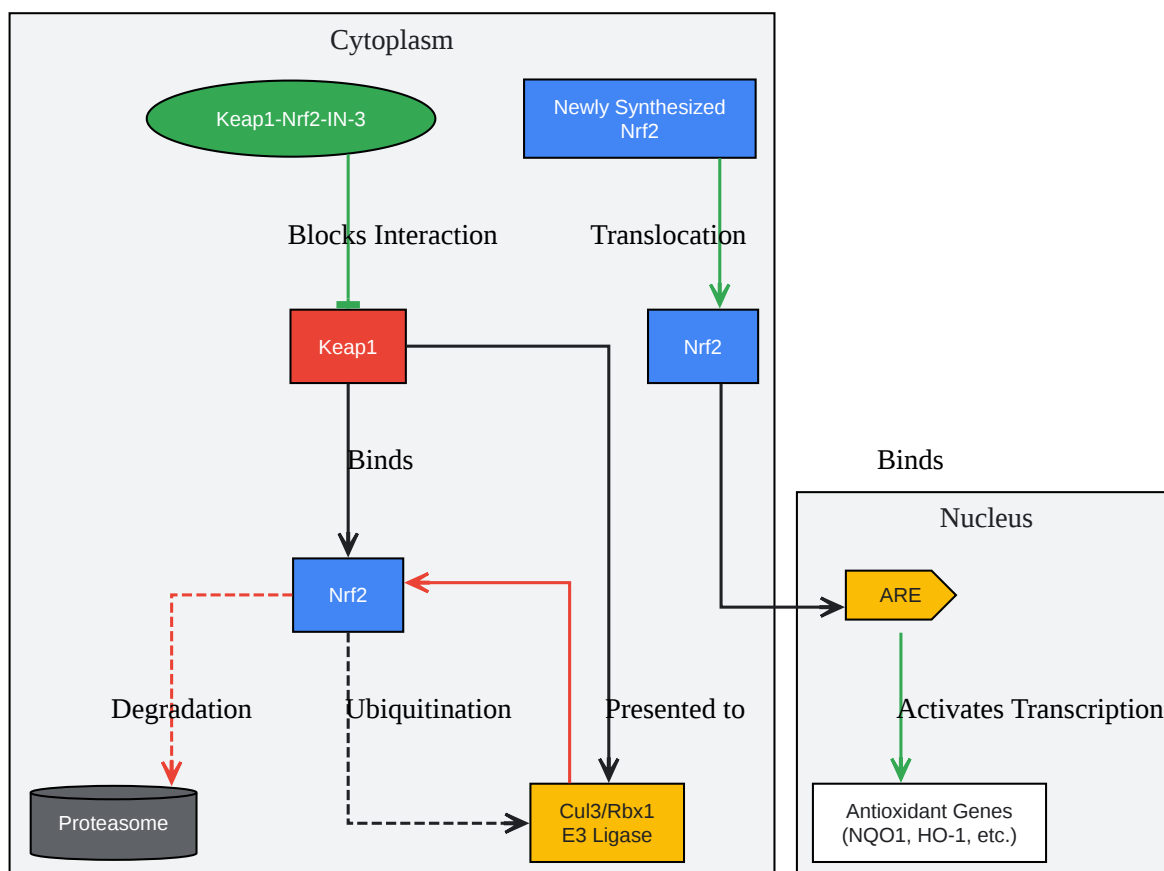 Cytoplasm
Keap1-Nrf2-IN-3
Newly Synthesized
Nrf2
Blocks Interaction
Translocation
Keap1
Nrf2
Binds
Binds
Nucleus
Nrf2
ARE
Degradation
Ubiquitination
Presented to
Activates Transcription
Proteasome
Cul3/Rbx1
E3 Ligase
Antioxidant Genes
(NQO1, HO-1, etc.)